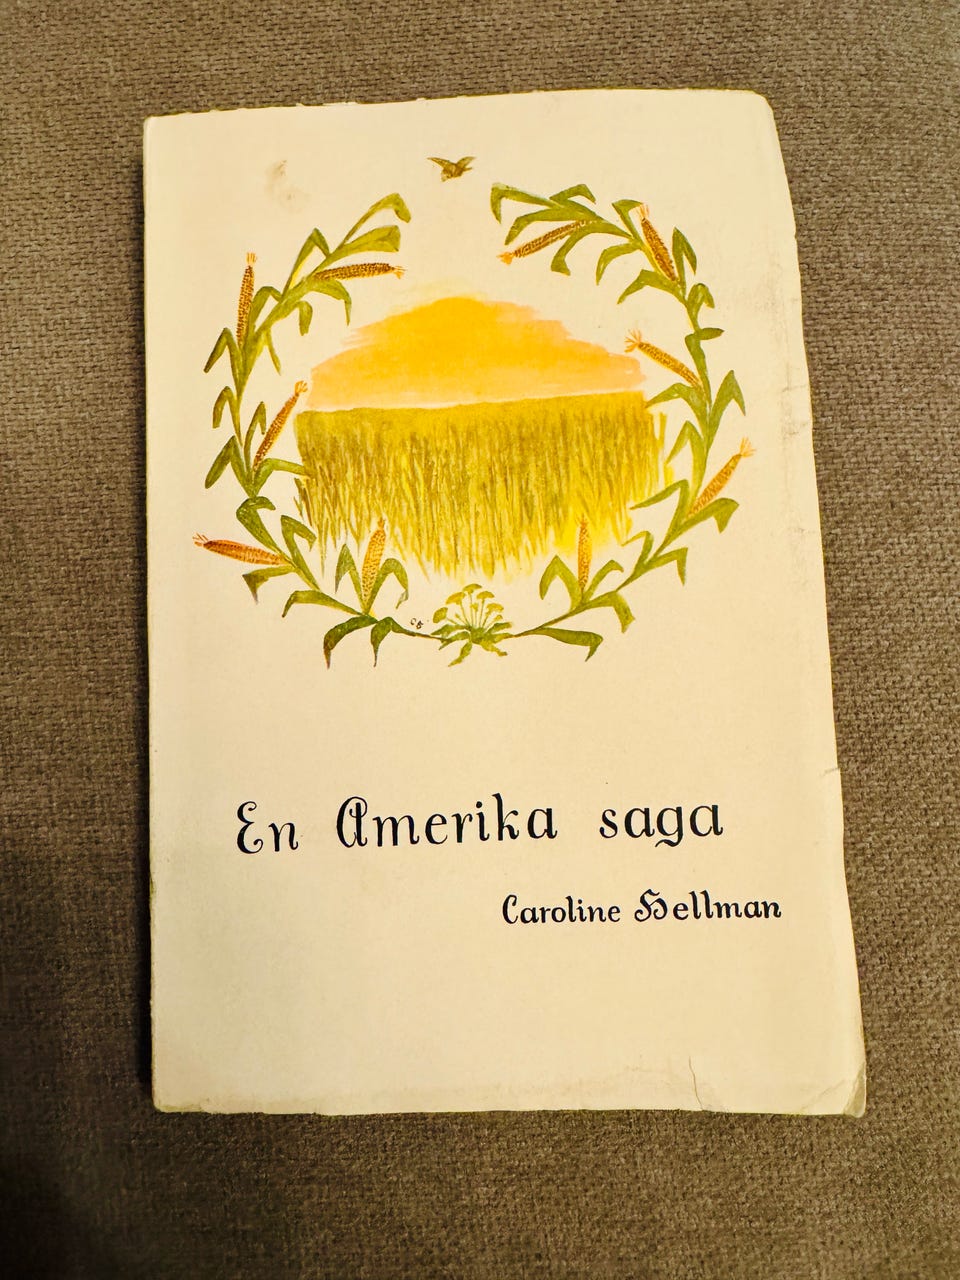 En Amerika saga
Caroline Hellman